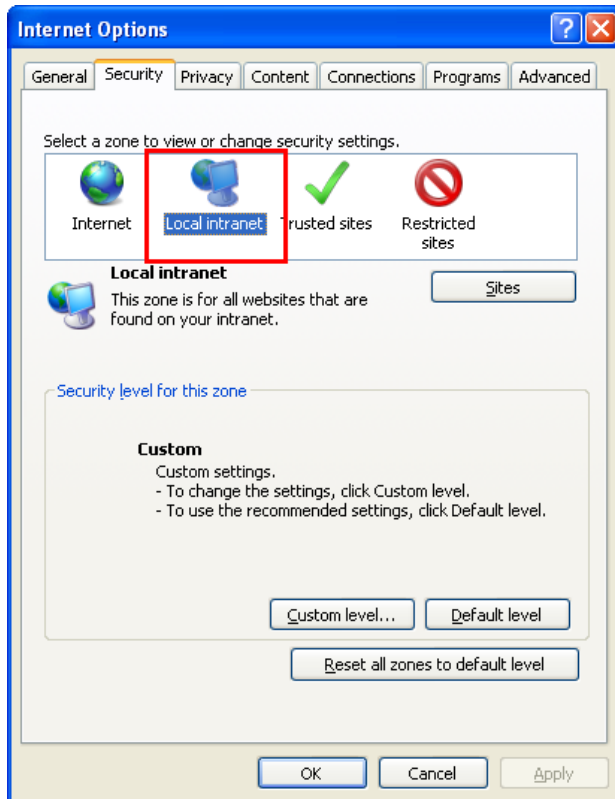 Internet Options
General Security Privacy Content Connections Programs Advanced
Select a zone to view or change security settings.
Internet Local intranet Trusted sites Restricted sites
Local intranet
Sites
This zone is for all websites that are
found on your intranet.
Security level for this zone
Custom
Custom settings.
- To change the settings, click Custom level.
- To use the recommended settings, click Default level.
Custom level... Default level
Reset all zones to default level
OK Cancel Apply